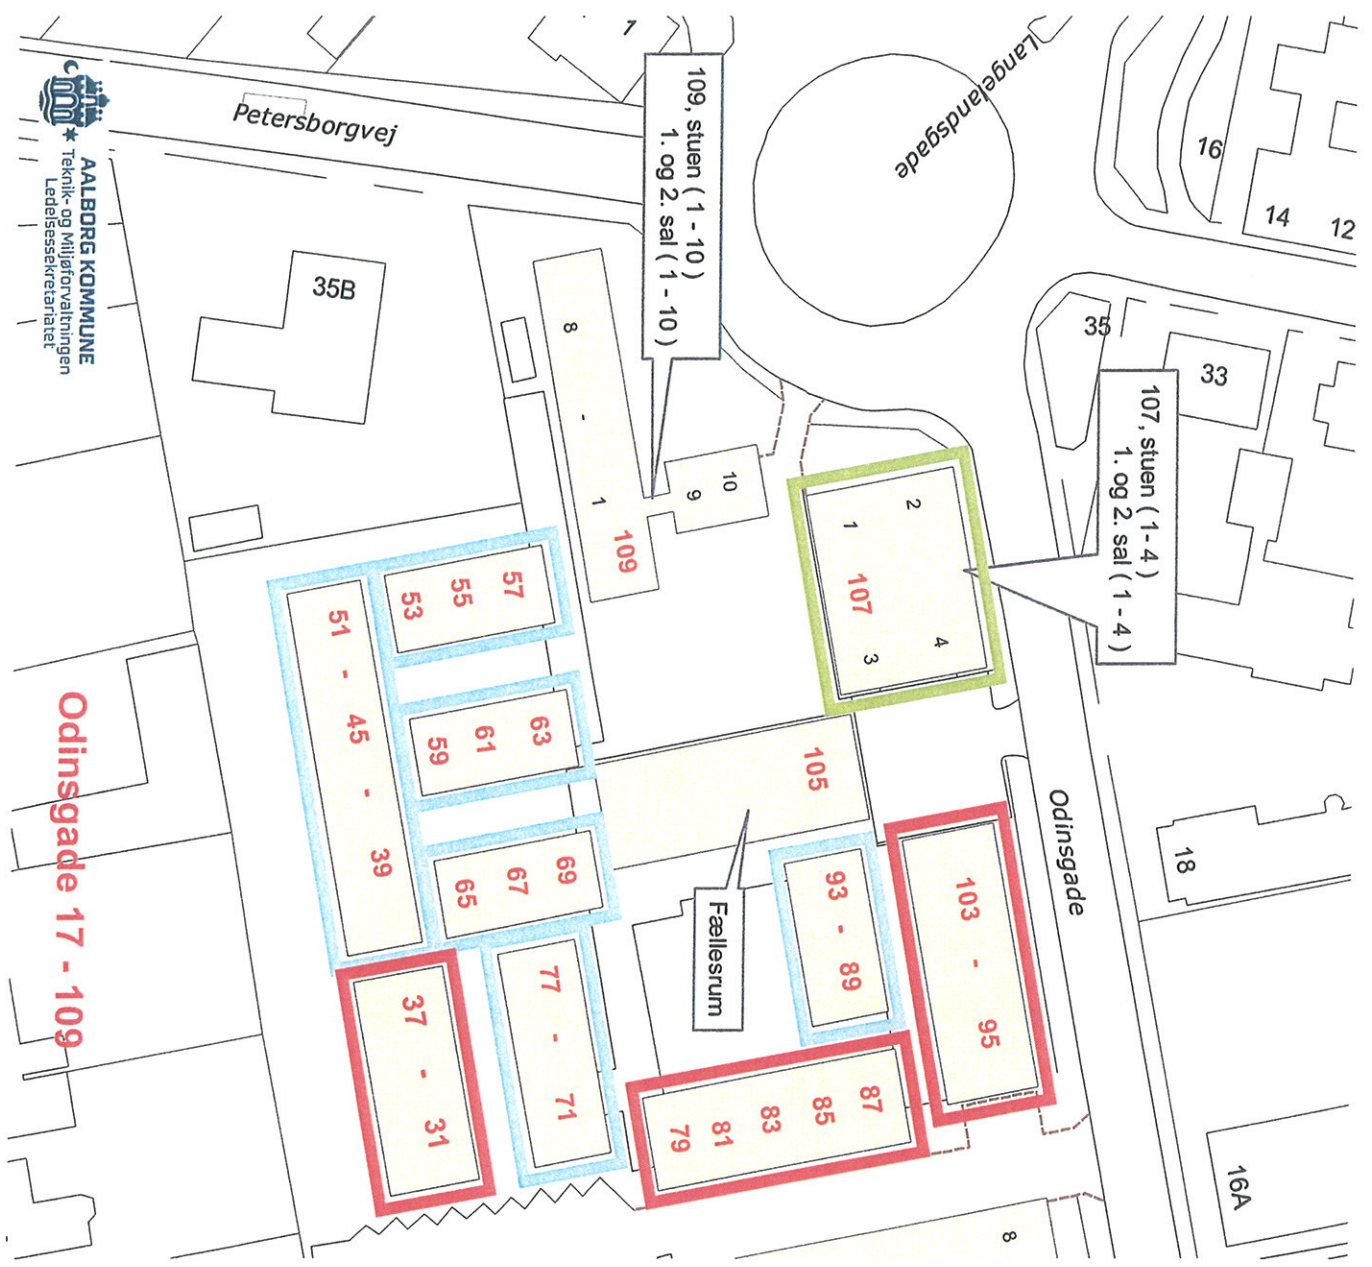 1
Langelandsgade
16
14
12
Petersborgvej
109, stuen ( 1 - 10 )
1. og 2. sal ( 1 - 10 )
AALBORG KOMMUNE
Teknik- og Miljøforvaltningen
Ledelsessekretariatet
35B
35
33
107, stuen ( 1 - 4 )
1. og 2. sal ( 1 - 4 )
8 - 1
109
10
9
2
1
107
4
3
57
55
53
51 - 45 - 39
63
61
59
105
Odinsgade
18
69
67
65
Fællesrum
93 - 89
103 - 95
77 - 71
37 - 31
87
85
83
81
79
16A
8
Odinsgade 17 - 109